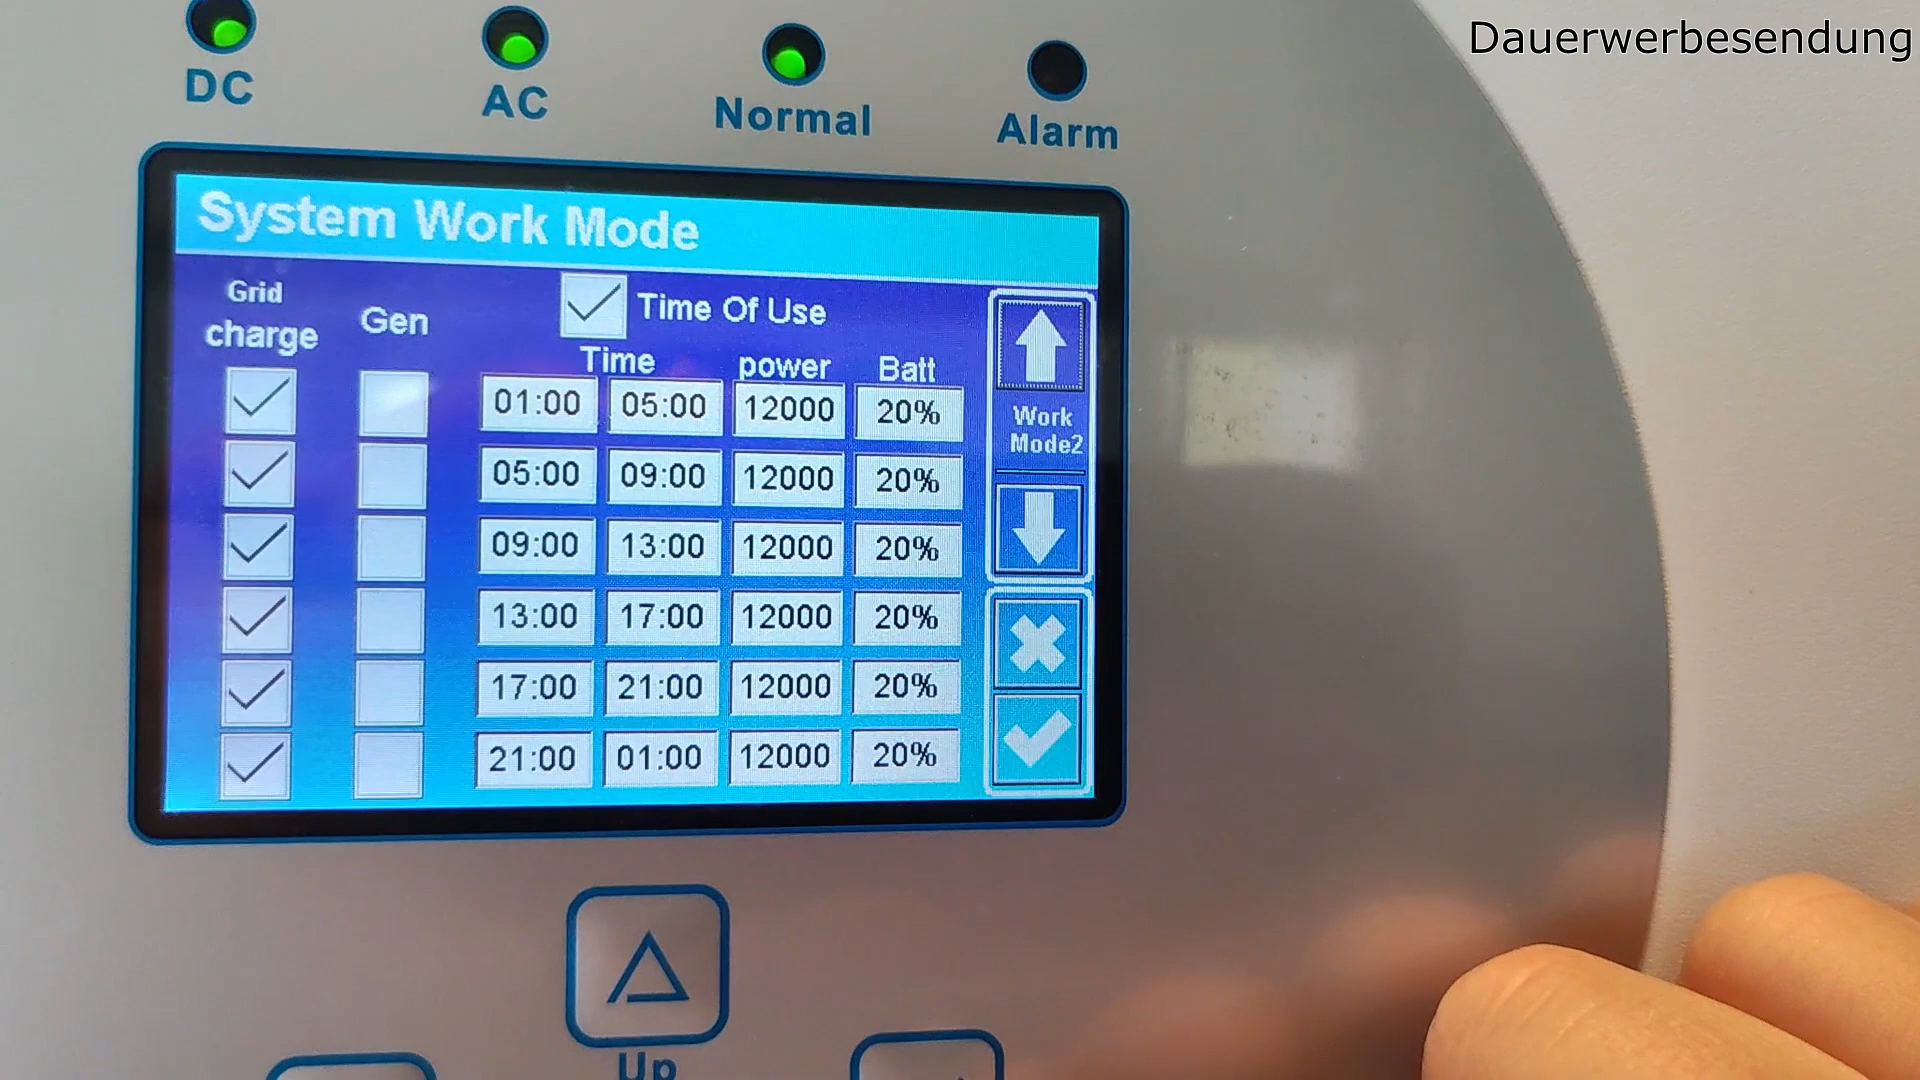 Dauerwerbesendung
DC AC Normal Alarm
System Work Mode
Grid charge Gen Time Of Use
Time power Batt
01:00 05:00 12000 20%
05:00 09:00 12000 20%
09:00 13:00 12000 20%
13:00 17:00 12000 20%
17:00 21:00 12000 20%
21:00 01:00 12000 20%
Work
Mode2
Up